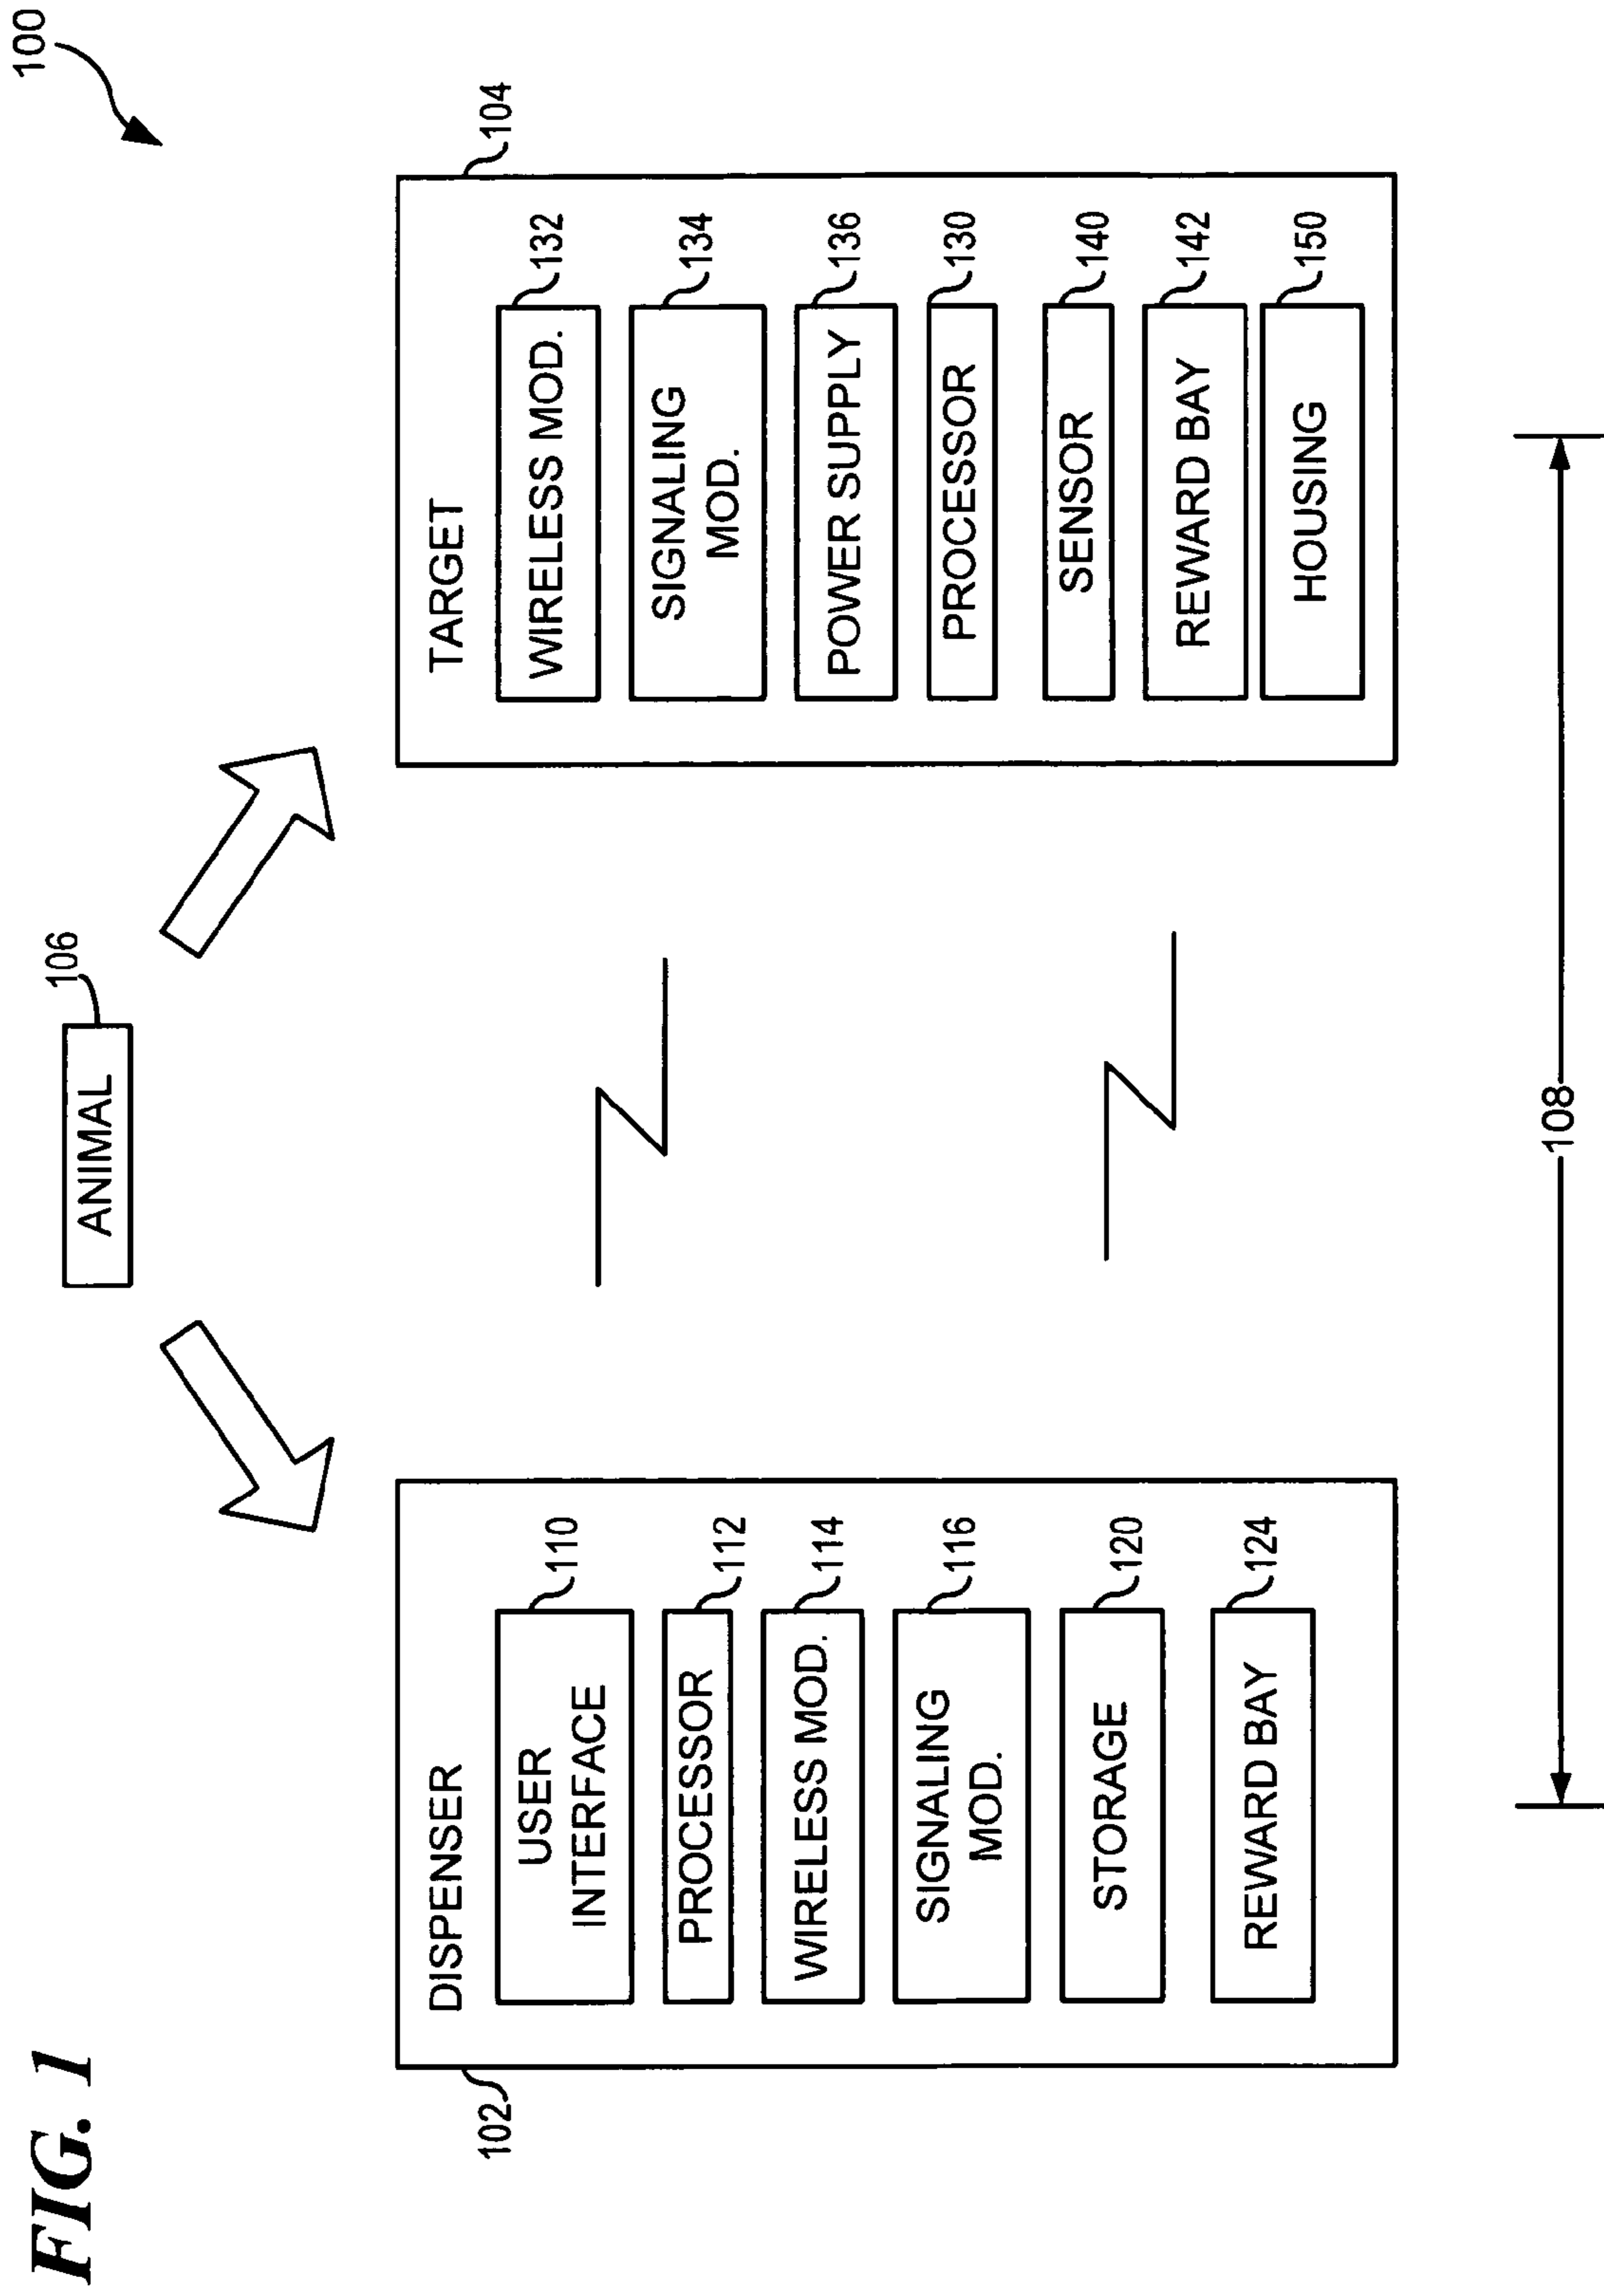 FIG. 1
100
ANIMAL
106
102
DISPENSER
USER
INTERFACE
110
PROCESSOR
112
WIRELESS MOD.
114
SIGNALING
MOD.
116
STORAGE
120
REWARD BAY
124
104
TARGET
WIRELESS MOD.
132
SIGNALING
MOD.
134
POWER SUPPLY
136
PROCESSOR
130
SENSOR
140
REWARD BAY
142
HOUSING
150
108